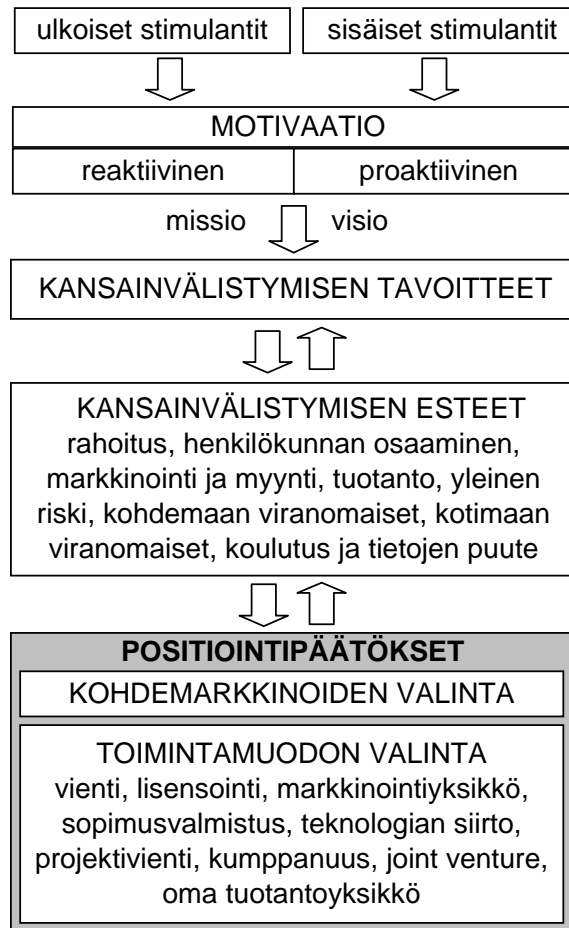 ulkoiset stimulantit
sisäiset stimulantit
MOTIVAATIO
reaktiivinen
proaktiivinen
missio
visio
KANSAINVÄLISTYMISEN TAVOITTEET
KANSAINVÄLISTYMISEN ESTEET
rahoitus, henkilökunnan osaaminen,
markkinointi ja myynti, tuotanto, yleinen
riski, kohdemaan viranomaiset, kotimaan
viranomaiset, koulutus ja tietojen puute
POSITIOINTIPÄÄTÖKSET
KOHDEMARKKINOIDEN VALINTA
TOIMINTAMUODON VALINTA
vienti, lisensointi, markkinointiyksikkö,
sopimusvalmistus, teknologian siirto,
projektivienti, kumppanuus, joint venture,
oma tuotantoyksikkö